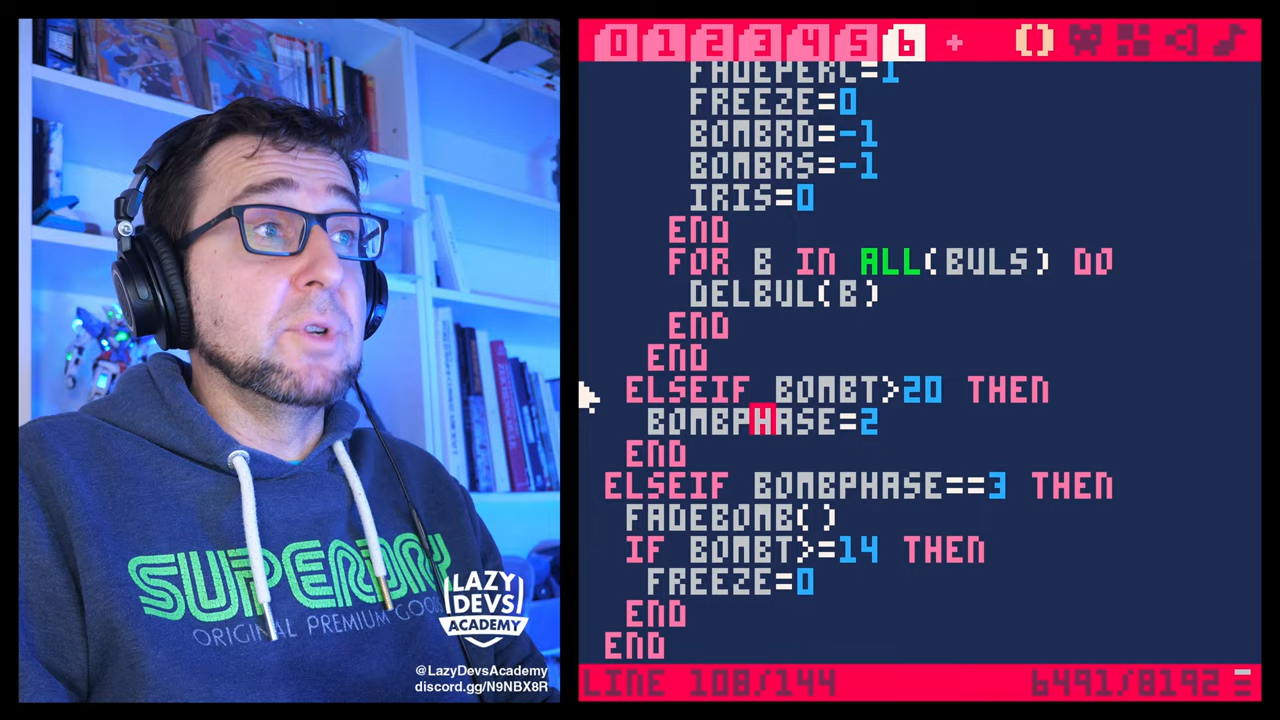 0 1 2 3 4 5 6 +
FADEPERC=1
FREEZE=0
BOMBRD=-1
BOMBRS=-1
IRIS=0
END
FOR B IN ALL(BULS) DO
DELBUL(B)
END
END
ELSEIF BOMBT>20 THEN
BOMBPHASE=2
END
ELSEIF BOMBPHASE==3 THEN
FADEBOMB()
IF BOMBT>=14 THEN
FREEZE=0
END
END
LINE 108/144 6491/8192
SUPERDRY
ORIGINAL PREMIUM GOO
LAZY
DEVS
ACADEMY
@LazyDevsAcademy
discord.gg/N9NBX8R